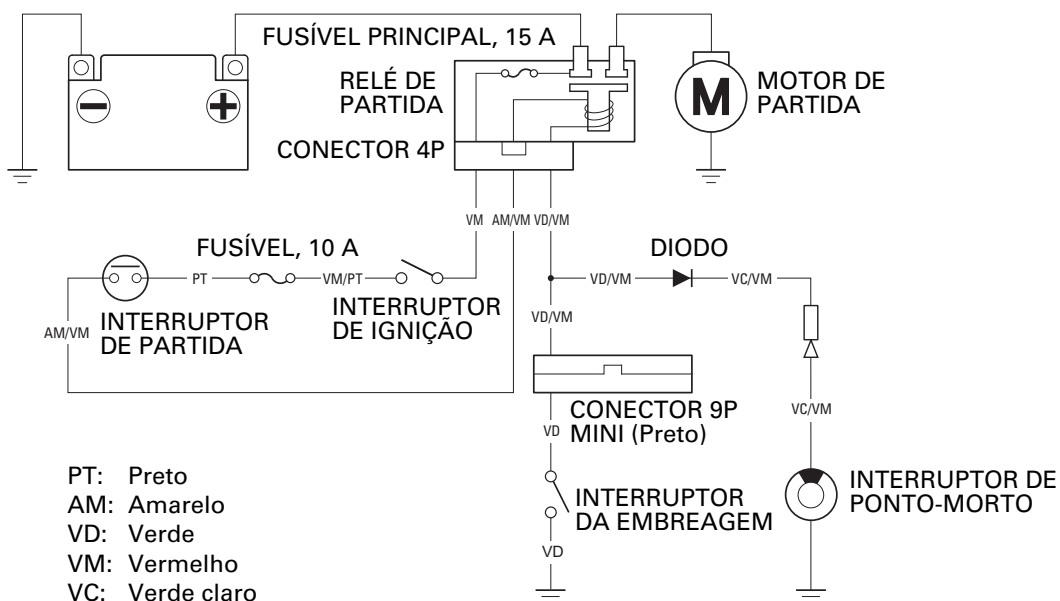 FUSÍVEL PRINCIPAL, 15 A
RELÉ DE
PARTIDA
M
MOTOR DE
PARTIDA
CONECTOR 4P
VM AM/VM VD/VM
FUSÍVEL, 10 A
DIODO
PT
VM/PT
VD/VM
VC/VM
INTERRUPTOR
DE IGNIÇÃO
INTERRUPTOR
DE PARTIDA
AM/VM
VD/VM
CONECTOR 9P
MINI (Preto)
VC/VM
VD
INTERRUPTOR
DA EMBREAGEM
INTERRUPTOR DE
PONTO-MORTO
VD
PT: Preto
AM: Amarelo
VD: Verde
VM: Vermelho
VC: Verde claro